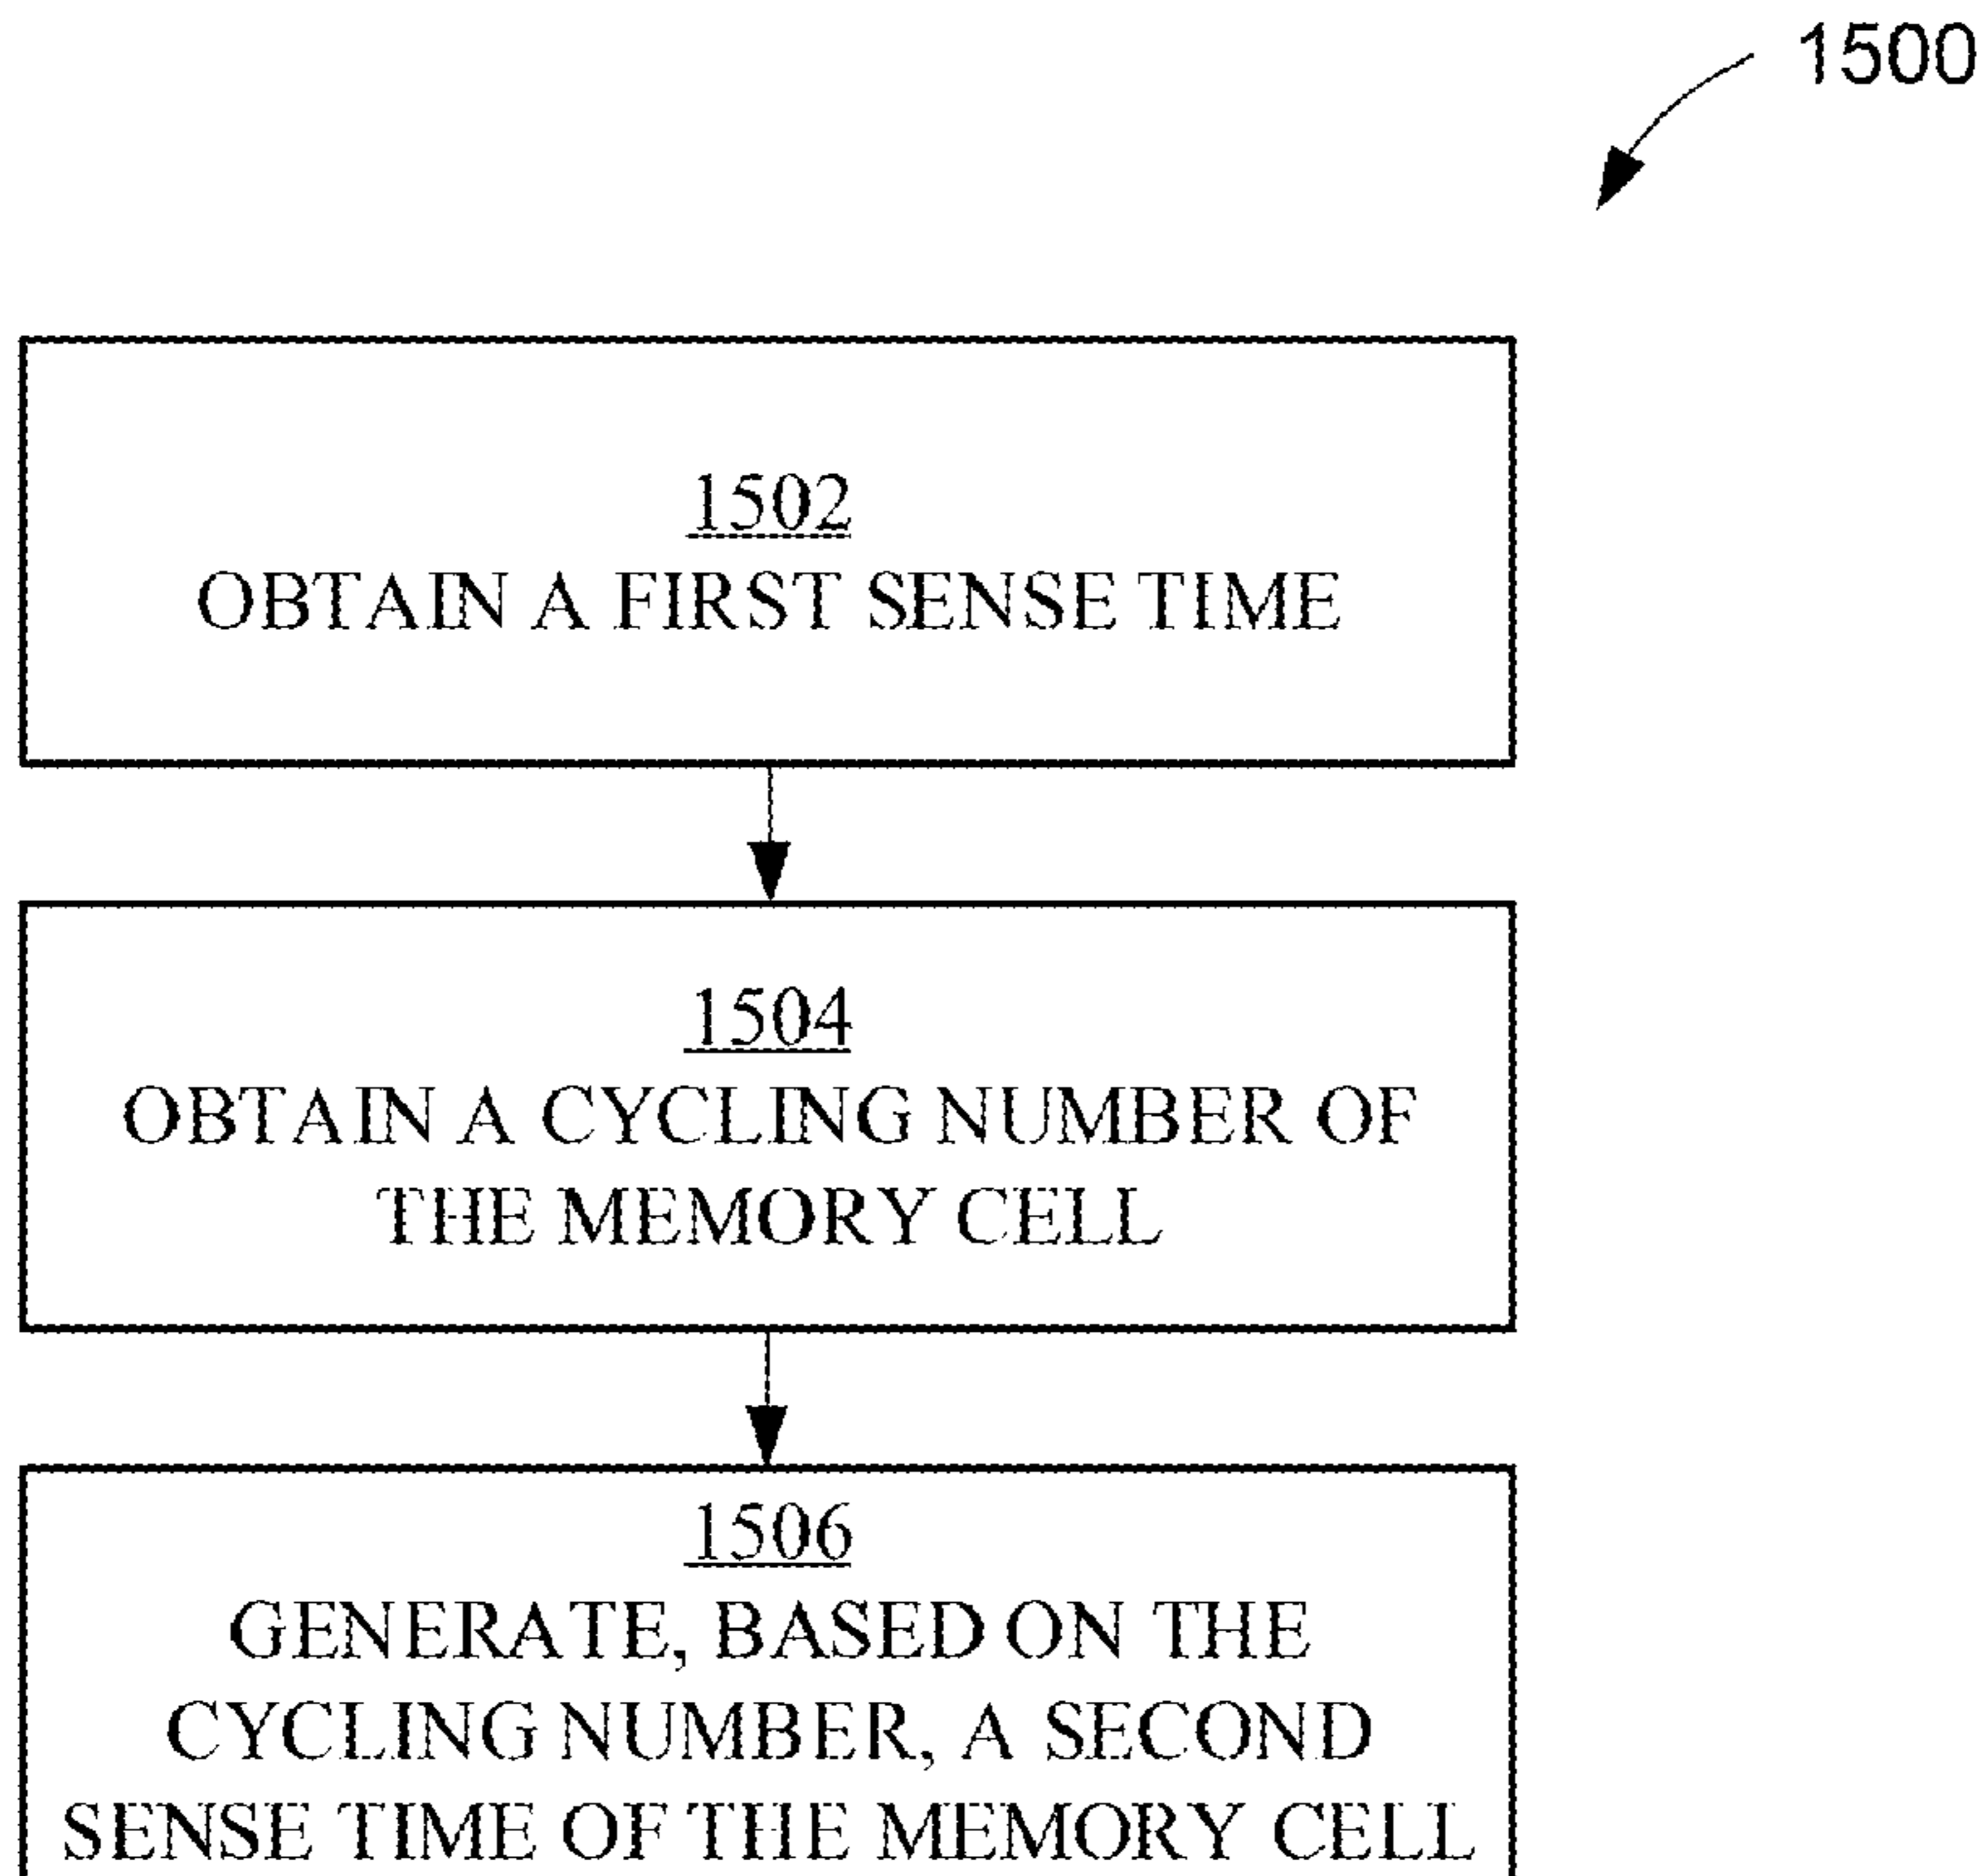 1500
1502
OBTAIN A FIRST SENSE TIME
1504
OBTAIN A CYCLING NUMBER OF
THE MEMORY CELL
1506
GENERATE, BASED ON THE
CYCLING NUMBER, A SECOND
SENSE TIME OF THE MEMORY CELL